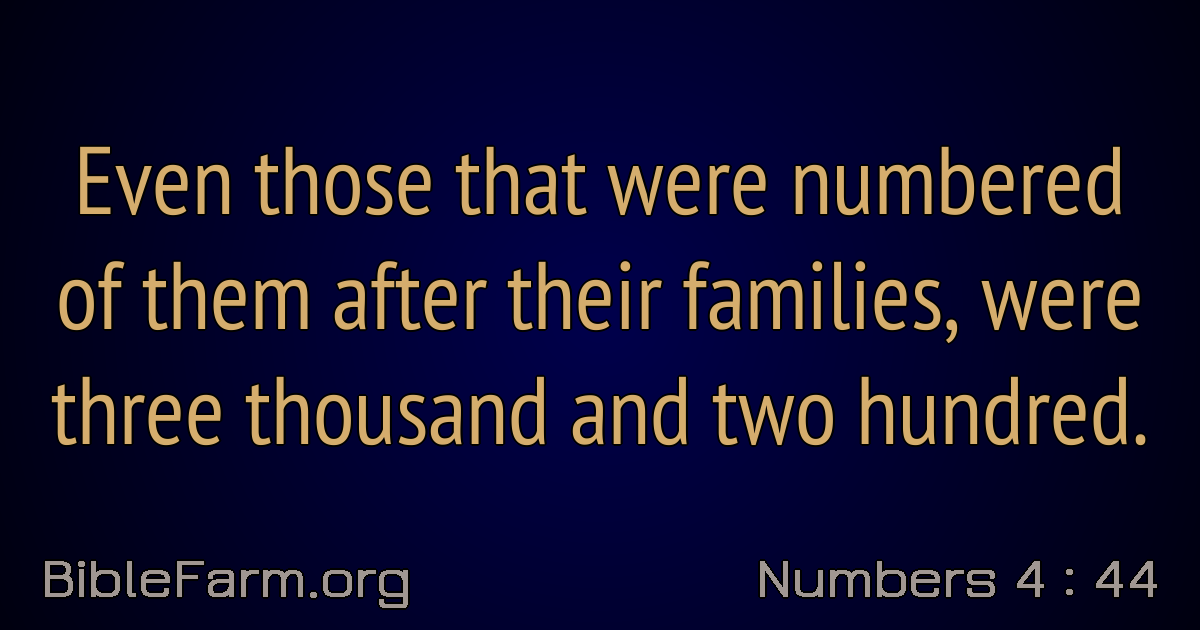 Even those that were numbered
of them after their families, were
three thousand and two hundred.
BibleFarm.org
Numbers 4 : 44